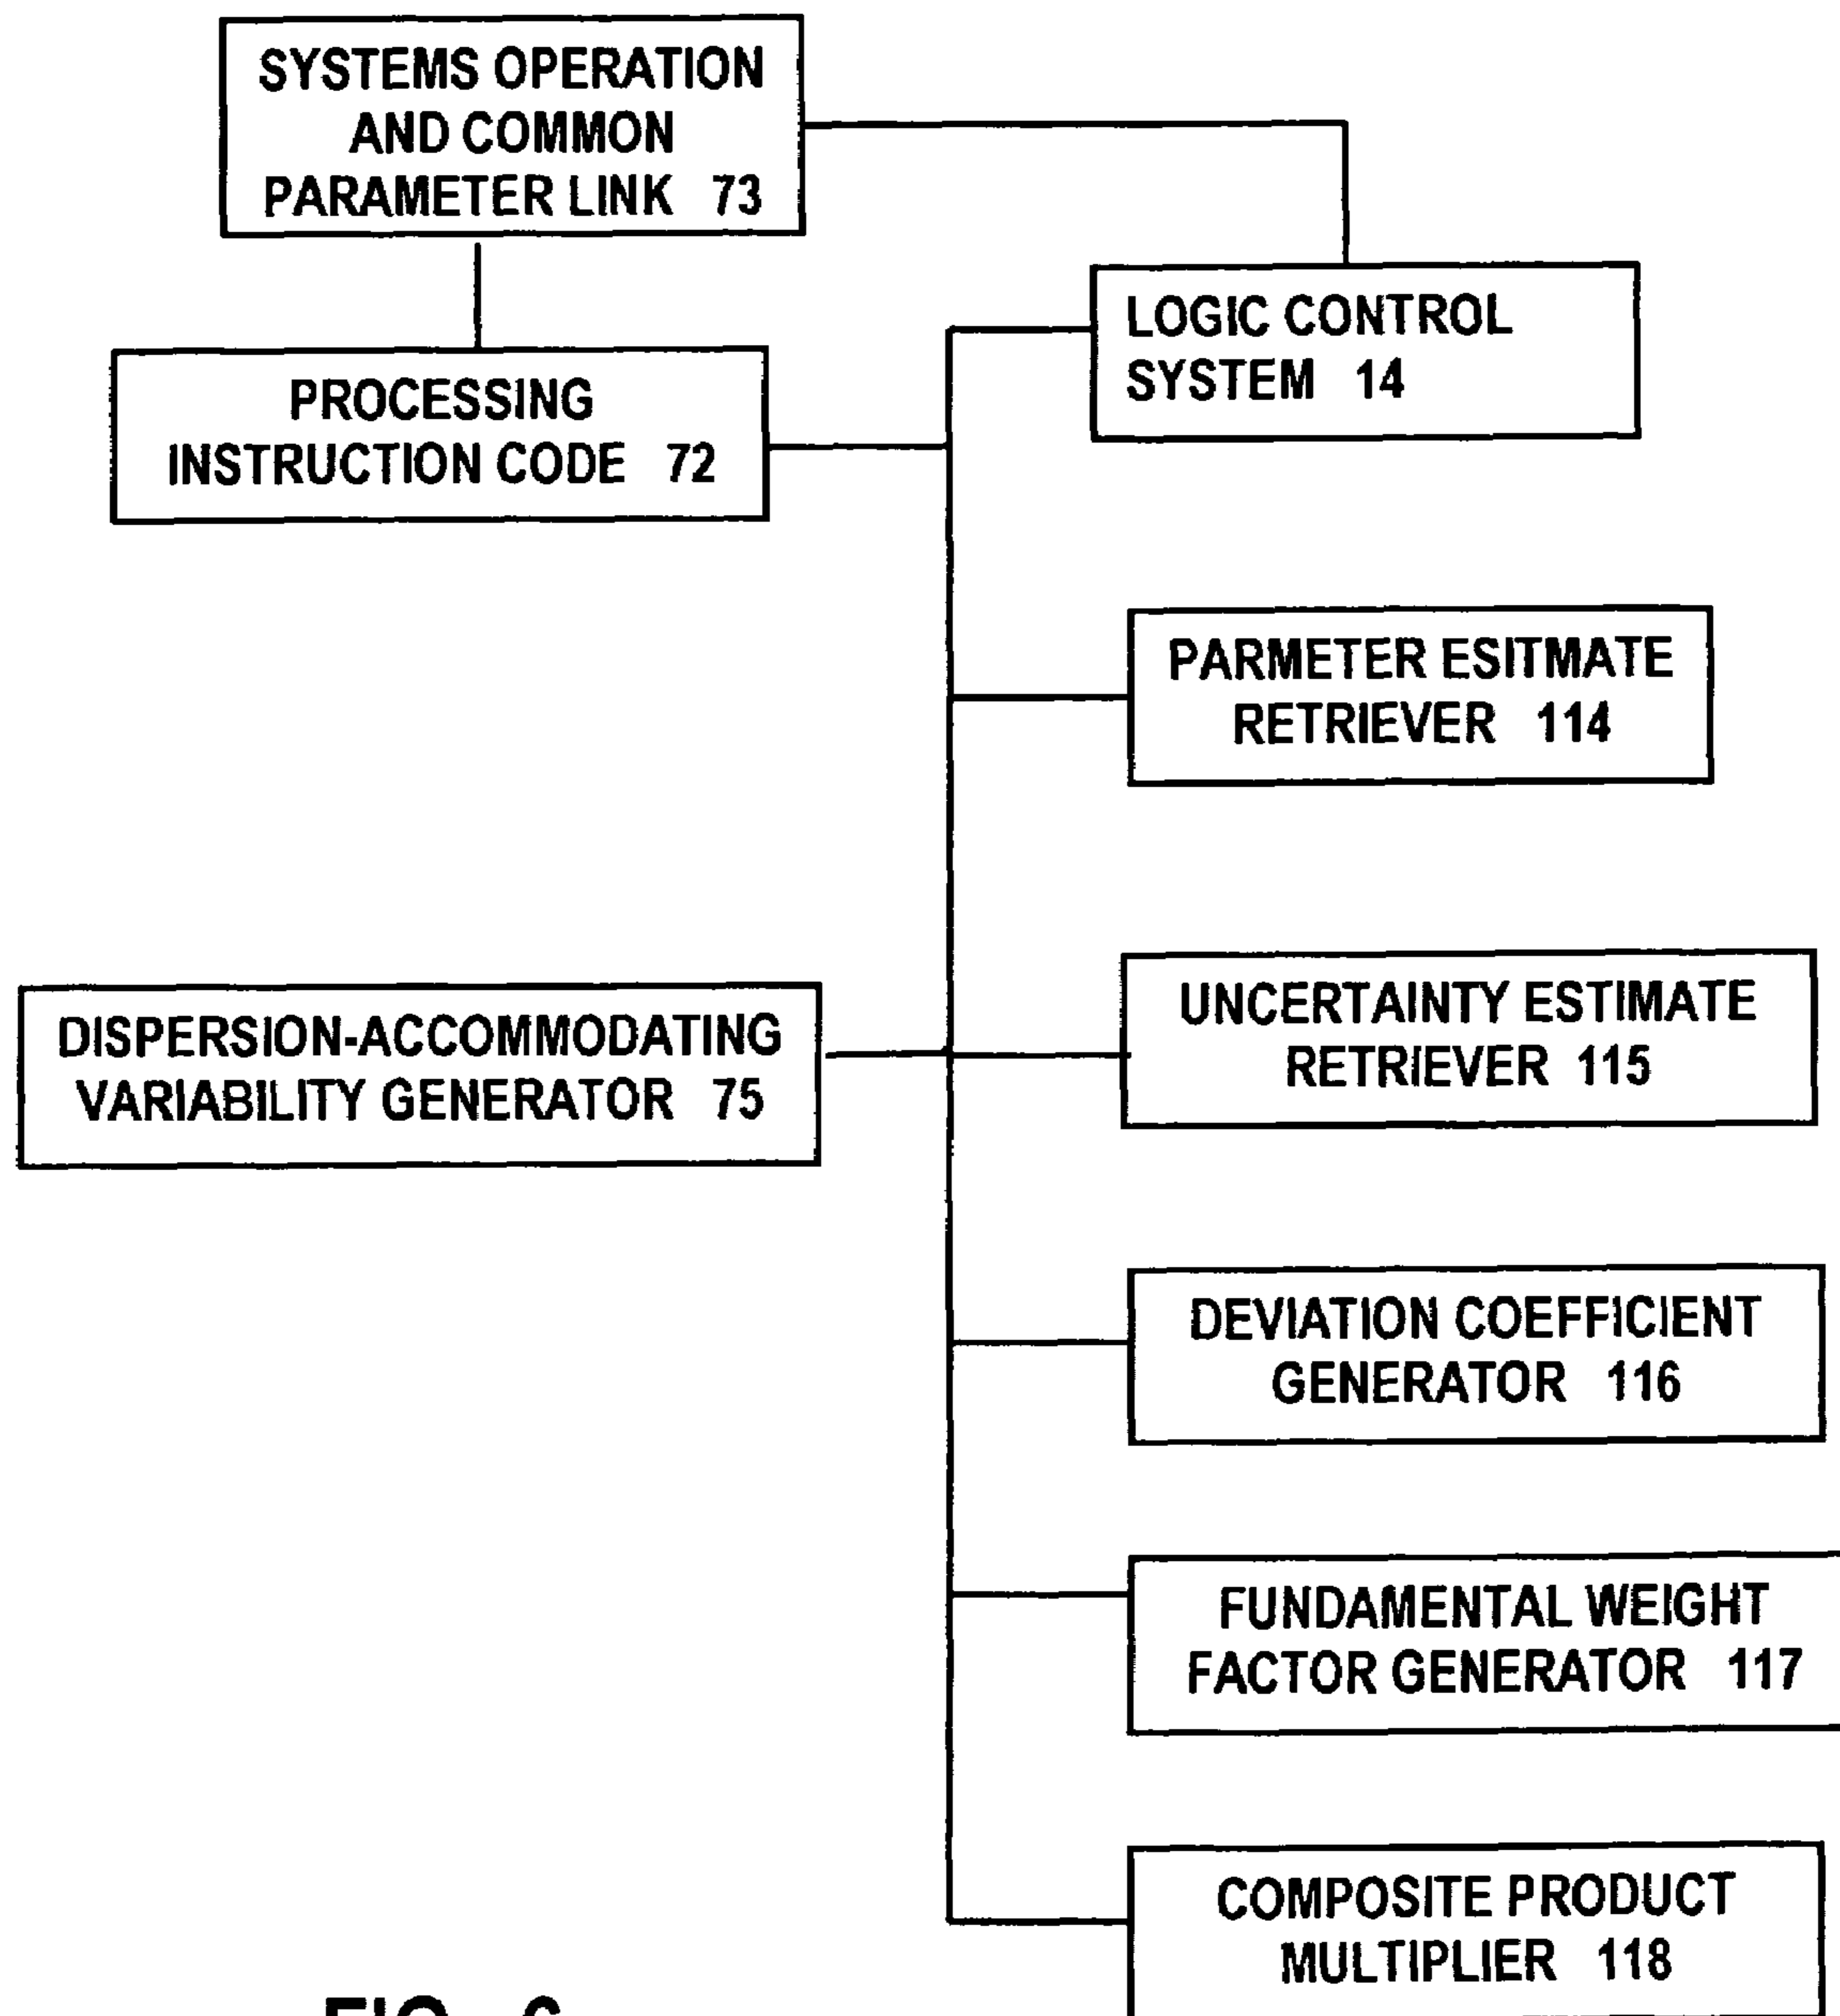 SYSTEMS OPERATION
AND COMMON
PARAMETER LINK 73
LOGIC CONTROL
SYSTEM 14
PROCESSING
INSTRUCTION CODE 72
PARMETER ESITMATE
RETRIEVER 114
DISPERSION-ACCOMMODATING
VARIABILITY GENERATOR 75
UNCERTAINTY ESTIMATE
RETRIEVER 115
DEVIATION COEFFICIENT
GENERATOR 116
FUNDAMENTAL WEIGHT
FACTOR GENERATOR 117
COMPOSITE PRODUCT
MULTIPLIER 118
FIG. 6